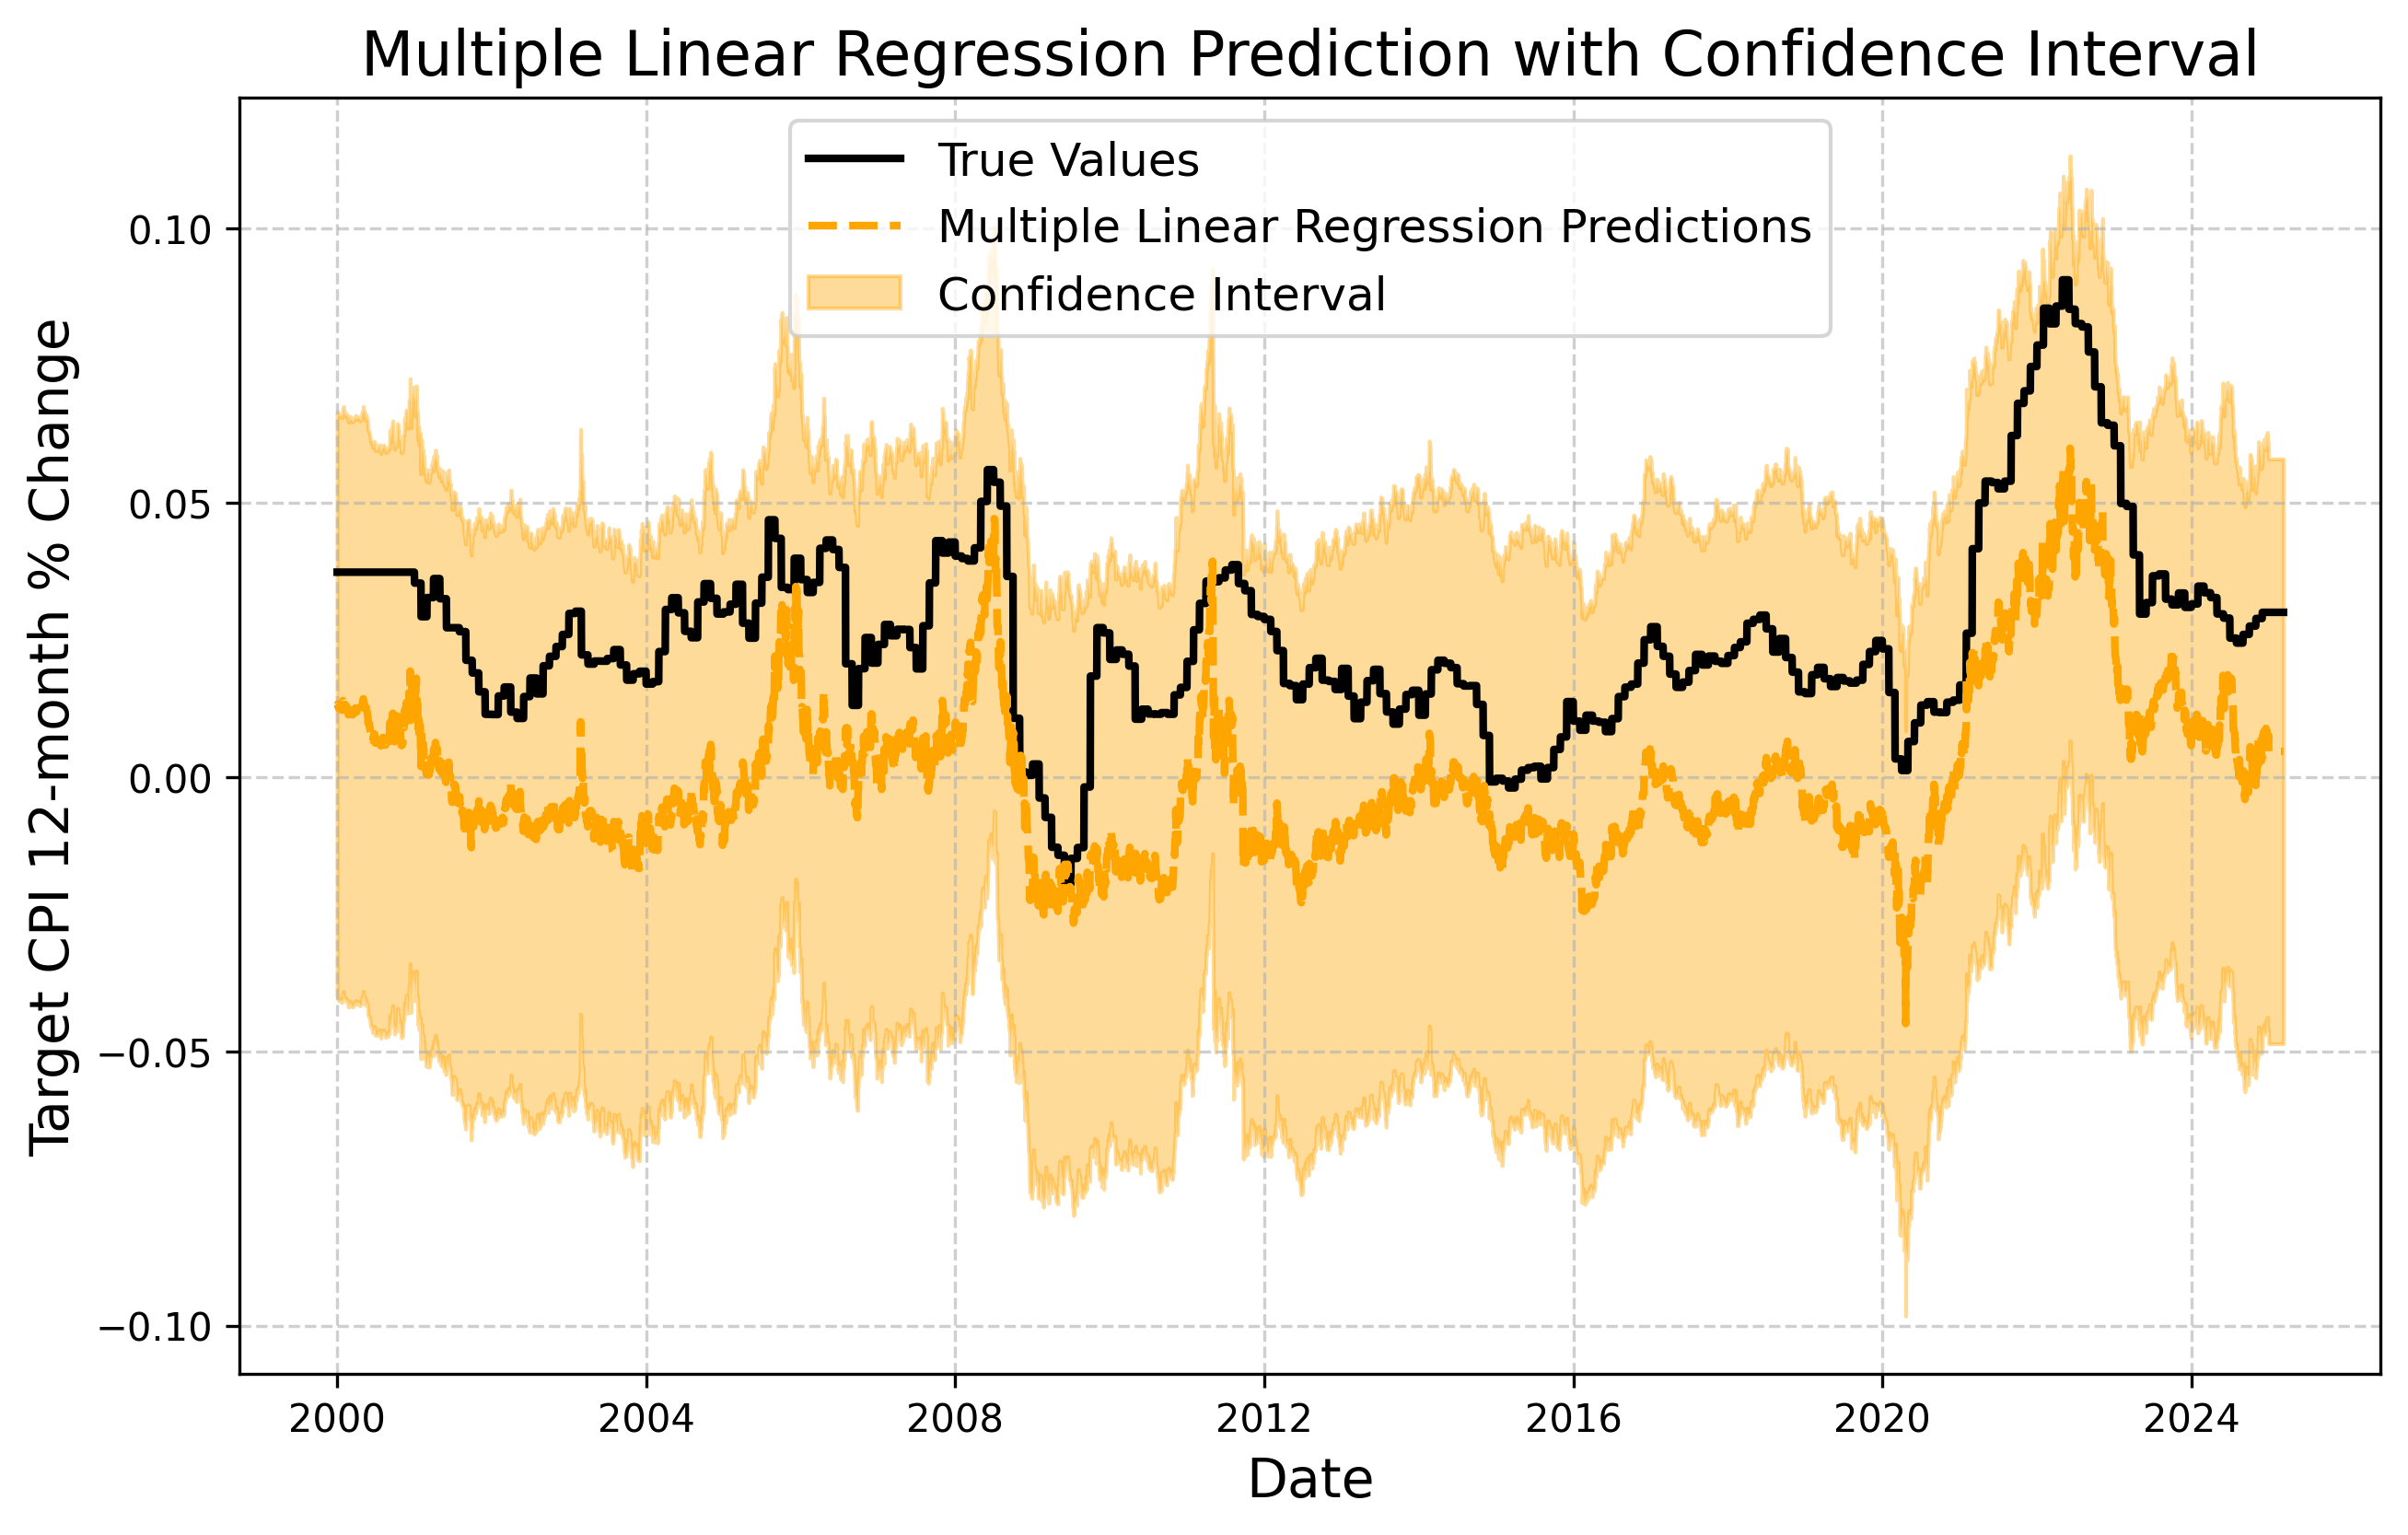 Multiple Linear Regression Prediction with Confidence Interval
True Values
Multiple Linear Regression Predictions
Confidence Interval
Target CPI 12-month % Change
0.10
0.05
0.00
−0.05
−0.10
2000 2004 2008 2012 2016 2020 2024
Date